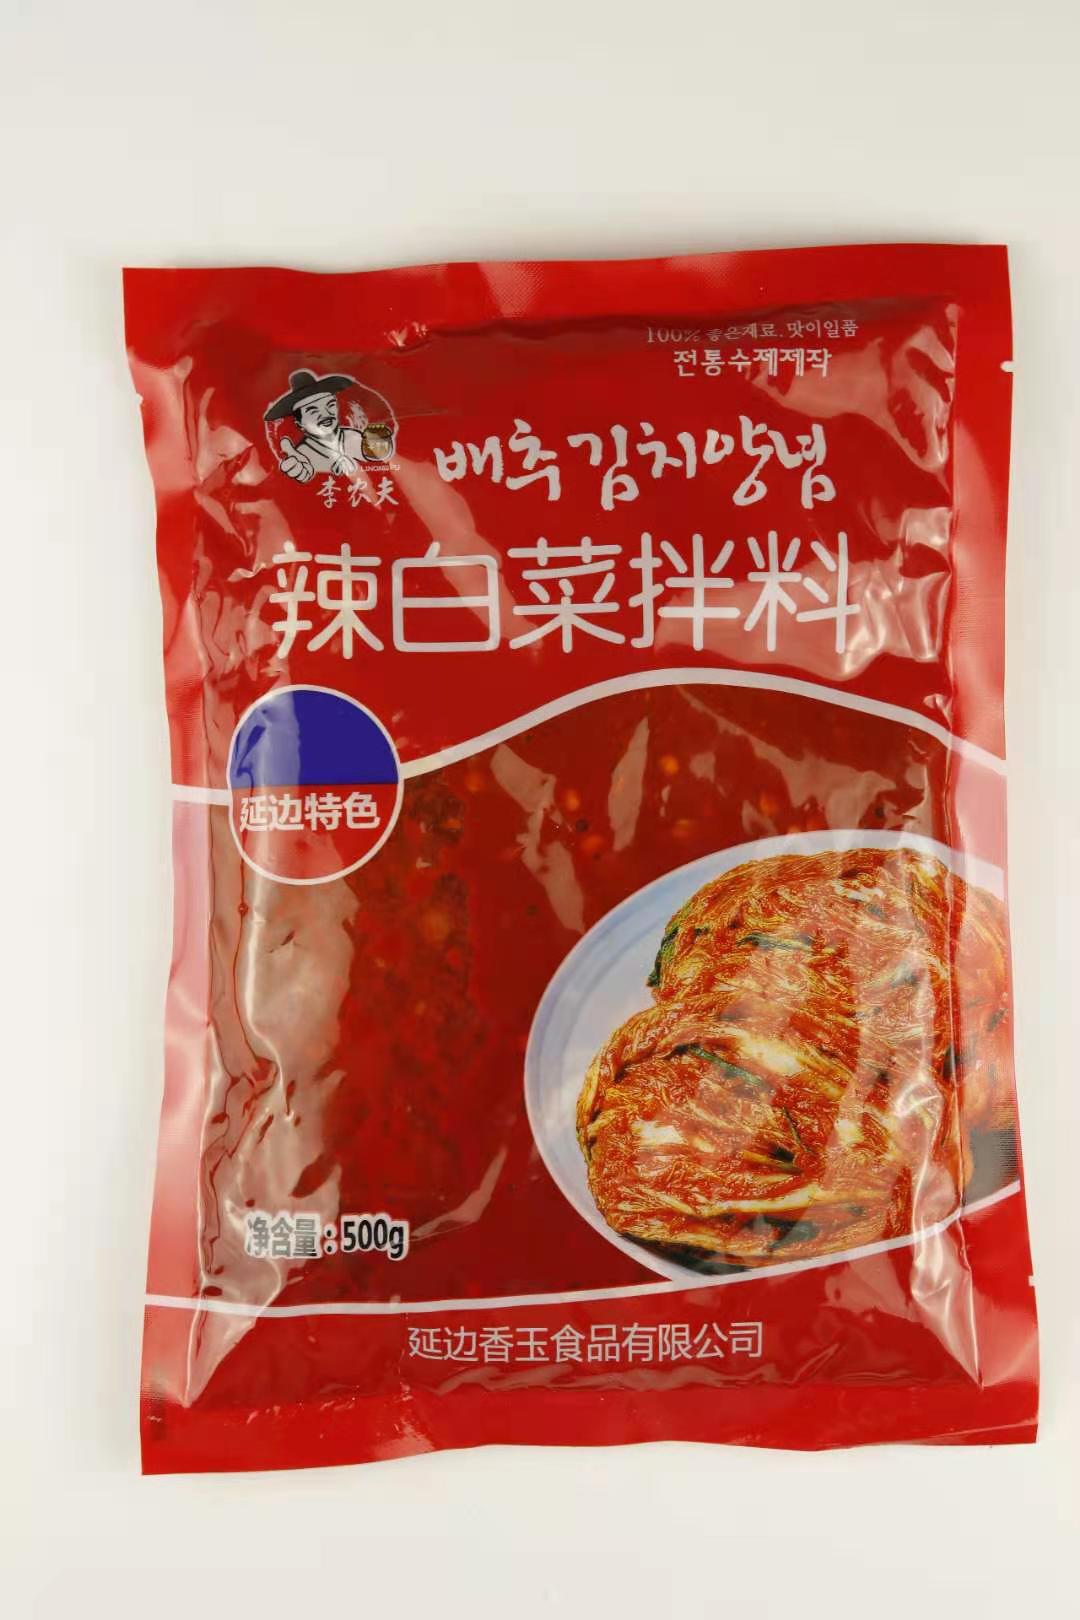 100% 좋은재료.맛이일품
전통수제제작
李农夫
배추김치양념
辣白菜拌料
延边特色
净含量：500g
延边香玉食品有限公司